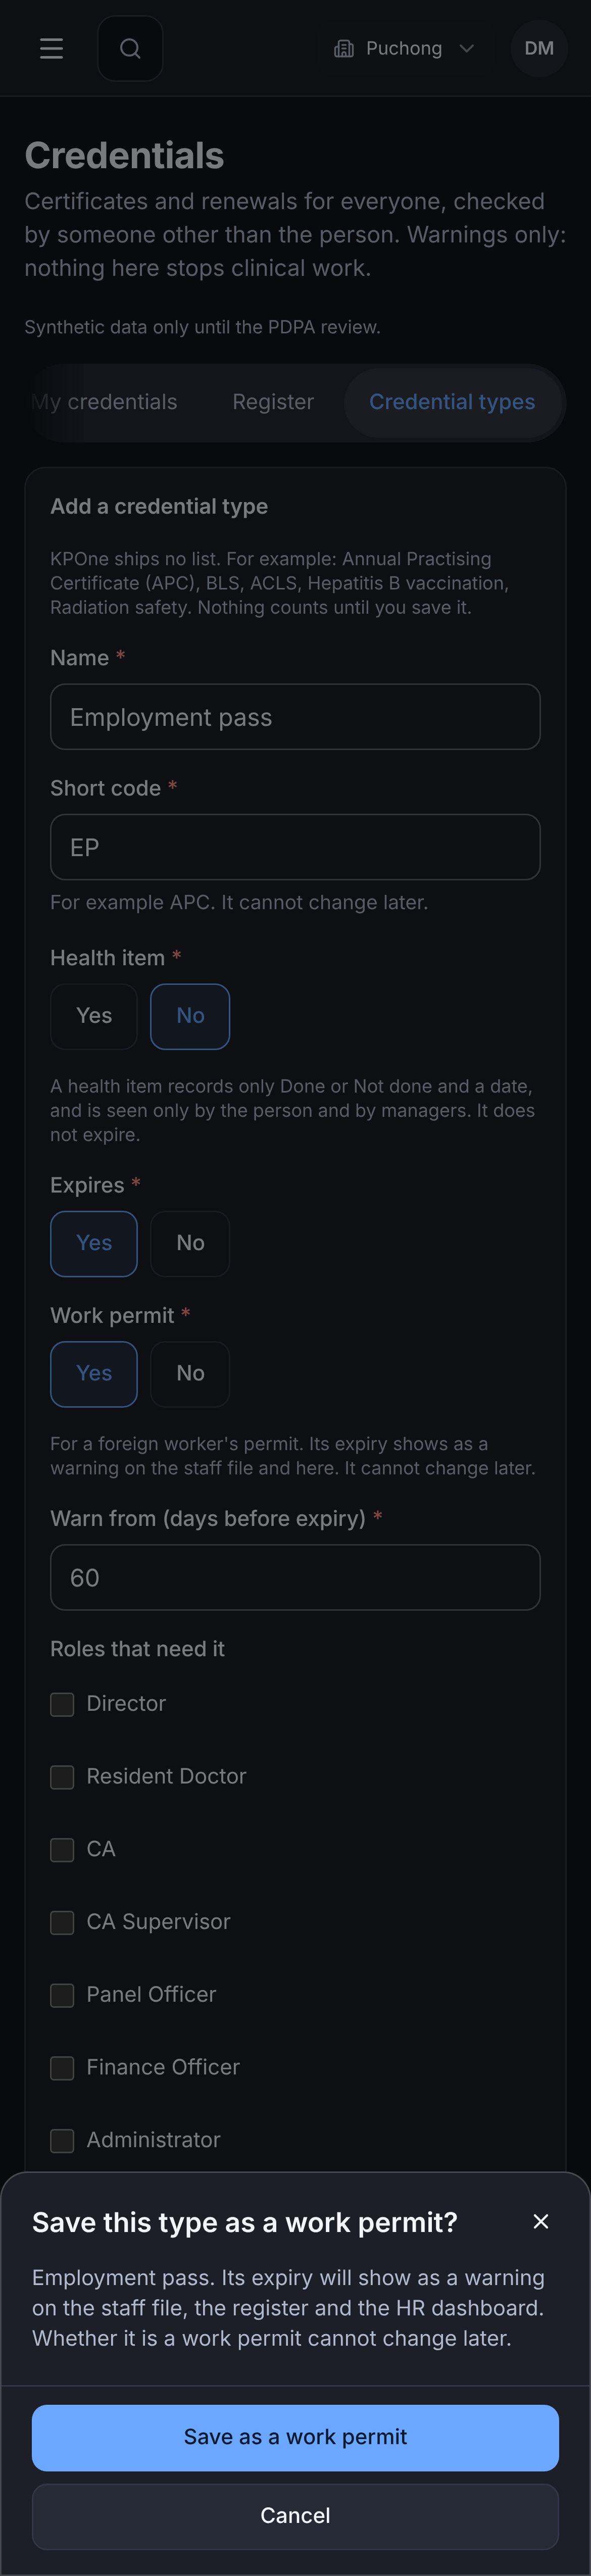 Puchong
DM
Credentials
Certificates and renewals for everyone, checked
by someone other than the person. Warnings only:
nothing here stops clinical work.
Synthetic data only until the PDPA review.
My credentials
Register
Credential types
Add a credential type
KPOne ships no list. For example: Annual Practising
Certificate (APC), BLS, ACLS, Hepatitis B vaccination,
Radiation safety. Nothing counts until you save it.
Name *
Employment pass
Short code *
EP
For example APC. It cannot change later.
Health item *
Yes
No
A health item records only Done or Not done and a date,
and is seen only by the person and by managers. It does
not expire.
Expires *
Yes
No
Work permit *
Yes
No
For a foreign worker's permit. Its expiry shows as a
warning on the staff file and here. It cannot change later.
Warn from (days before expiry) *
60
Roles that need it
Director
Resident Doctor
CA
CA Supervisor
Panel Officer
Finance Officer
Administrator
Save this type as a work permit?
Employment pass. Its expiry will show as a warning
on the staff file, the register and the HR dashboard.
Whether it is a work permit cannot change later.
Save as a work permit
Cancel